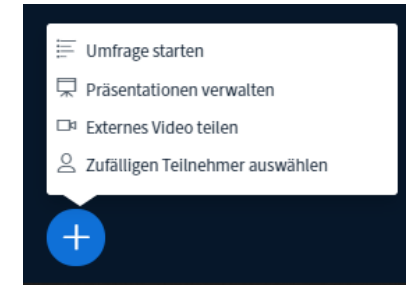 Umfrage starten
Präsentationen verwalten
Externes Video teilen
Zufälligen Teilnehmer auswählen